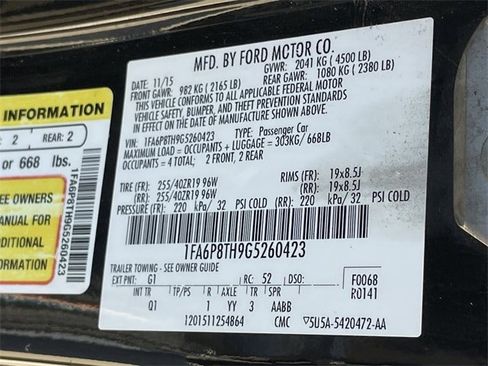 MFD. BY FORD MOTOR CO.
DATE: 11/15 GVWR: 2041 KG ( 4500 LB)
FRONT GAWR: 982 KG ( 2165 LB) REAR GAWR: 1080 KG ( 2380 LB)
THIS VEHICLE CONFORMS TO ALL APPLICABLE FEDERAL MOTOR
VEHICLE SAFETY, BUMPER, AND THEFT PREVENTION STANDARDS IN
EFFECT ON THE DATE OF MANUFACTURE SHOWN ABOVE.
VIN: 1FA6P8TH9G5260423 TYPE: Passenger Car
MAXIMUM LOAD = OCCUPANTS + LUGGAGE = 303KG/ 668LB
OCCUPANTS = 4 TOTAL; 2 FRONT, 2 REAR
TIRE (FR): 255/40ZR19 96W RIMS (FR): 19x8.5J
(RR): 255/40ZR19 96W (RR): 19x8.5J
PRESSURE (FR): 220 kPa/ 32 PSI COLD (RR): 220 kPa/ 32 PSI COLD
1FA6P8TH9G5260423
TRAILER TOWING - SEE OWNER GUIDE
EXT PNT: G1 RC: 52 DSO: F0068
R0141
INT TR TP/PS R AXLE TR SPR
Q1 1 YY 3 AABB
1201511254864 CMC 5U5A-5420472-AA
INFORMATION
2 REAR: 2
or 668 lbs.
SEE OWNERS
MANUAL FOR
ADDITIONAL
INFORMATION
1FA6P8TH9G5260423